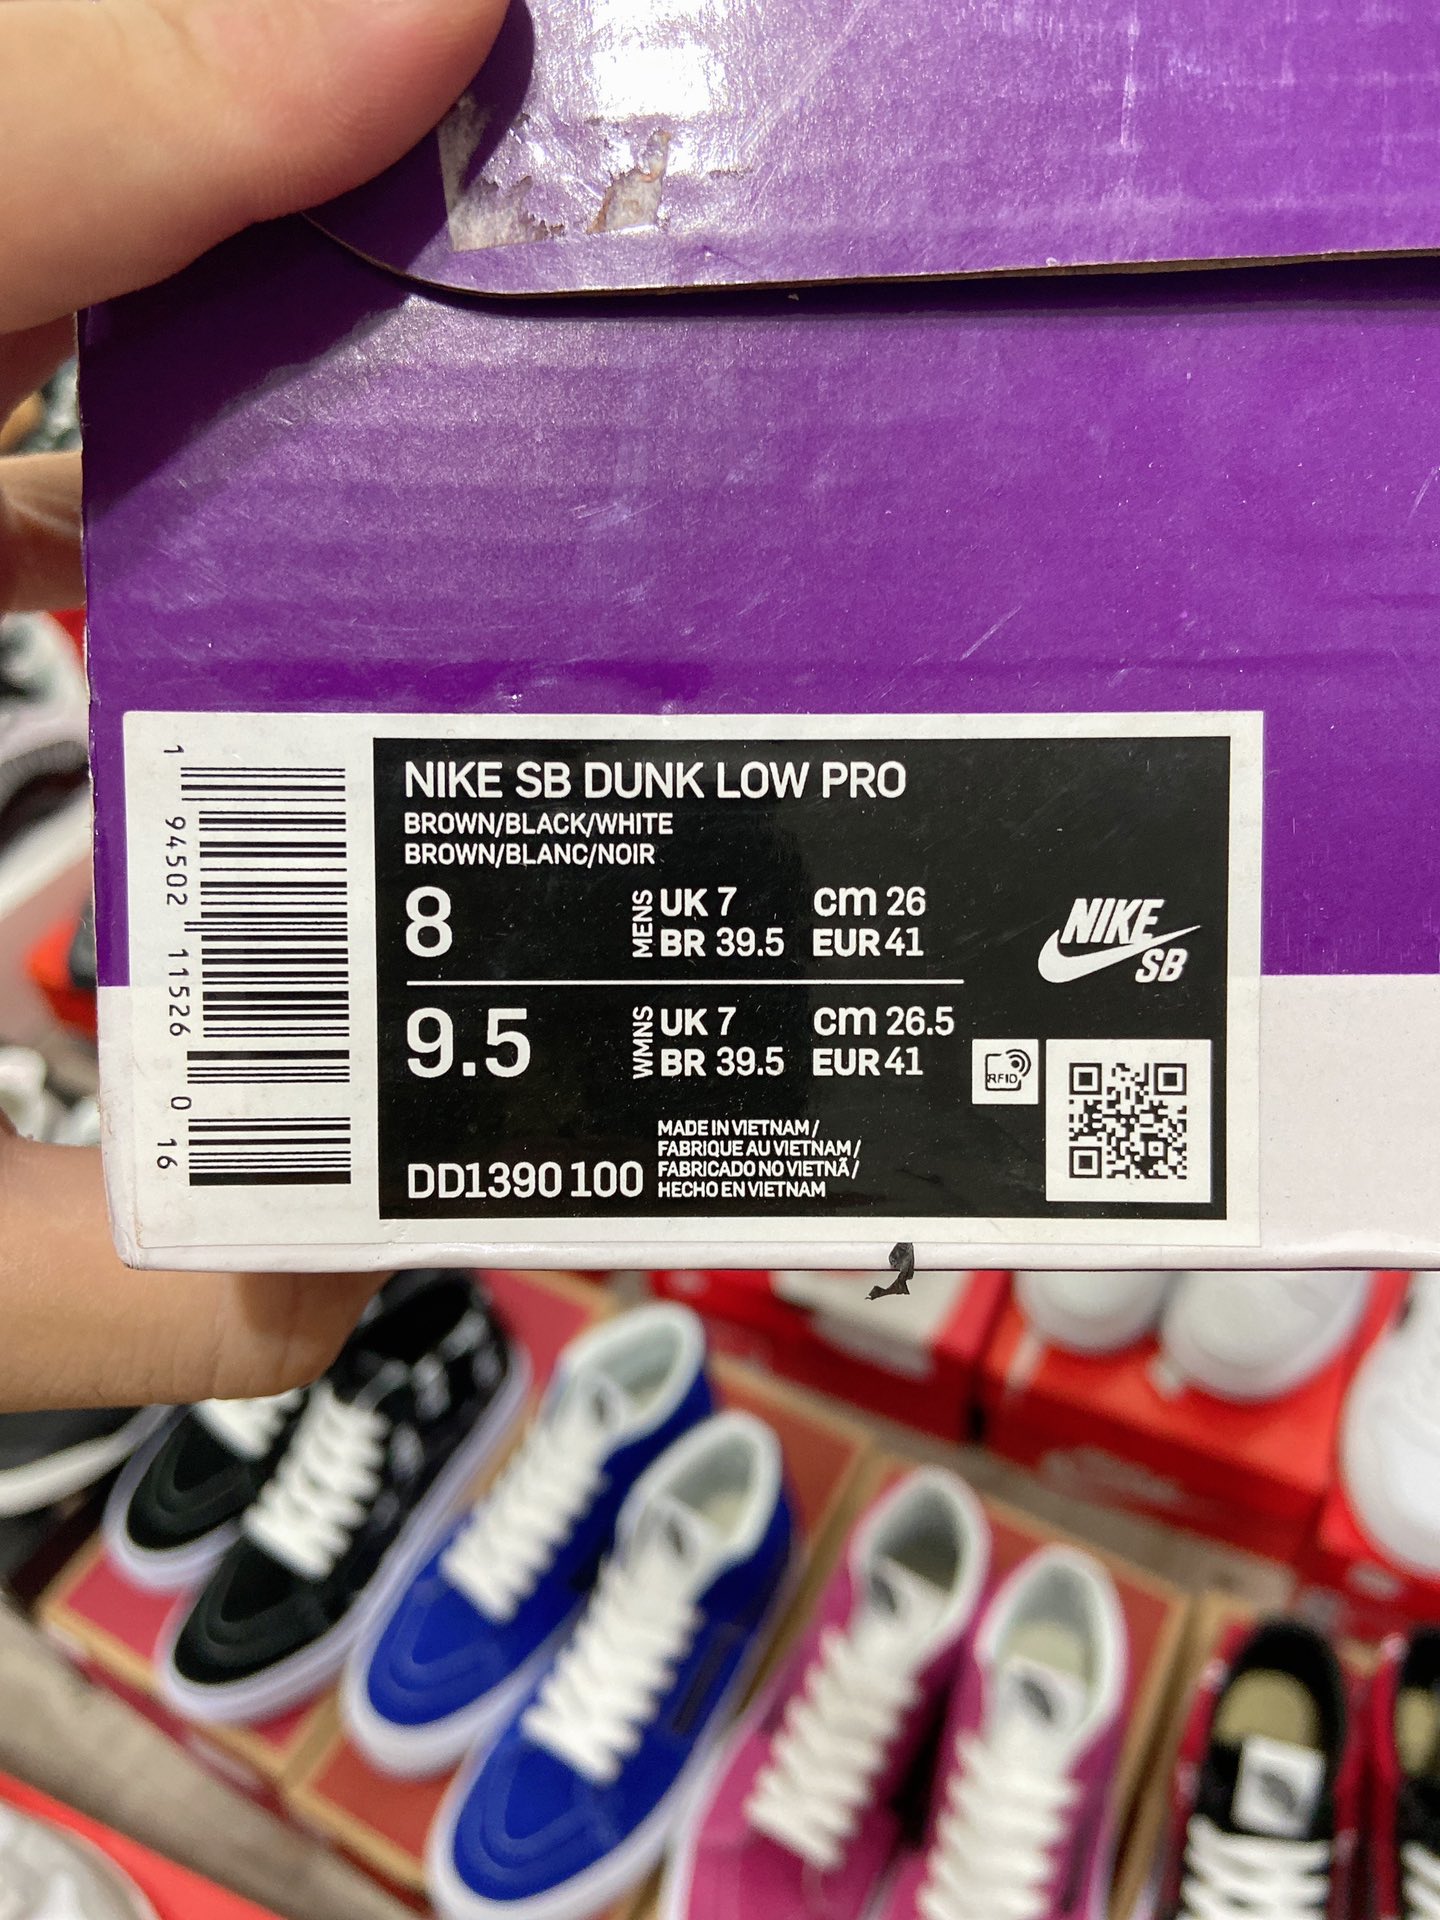 NIKE SB DUNK LOW PRO
BROWN/BLACK/WHITE
BROWN/BLANC/NOIR
8
MENS
UK 7 cm 26
BR 39.5 EUR 41
9.5
WMNS
UK 7 cm 26.5
BR 39.5 EUR 41
MADE IN VIETNAM /
FABRIQUE AU VIETNAM /
FABRICADO NO VIETNÃ /
HECHO EN VIETNAM
DD1390 100
NIKE
SB
RFID
1 94502 11526 0 16